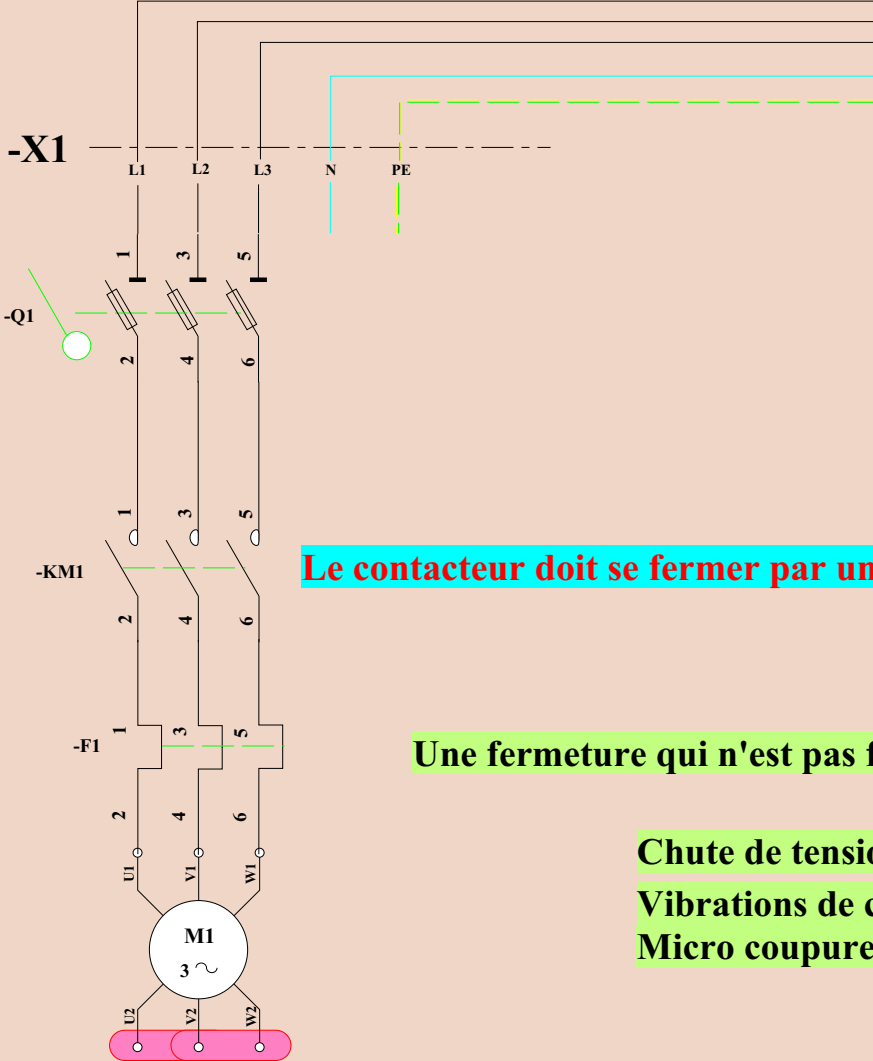 -X1
L1 L2 L3 N PE
1 3 5
-Q1
2 4 6
1 3 5
-KM1
Le contacteur doit se fermer par un
2 4 6
1 3 5
-F1
Une fermeture qui n'est pas f
2 4 6
Chute de tensio
U1 V1 W1
Vibrations de c
M1
Micro coupure
3
U2 V2 W2